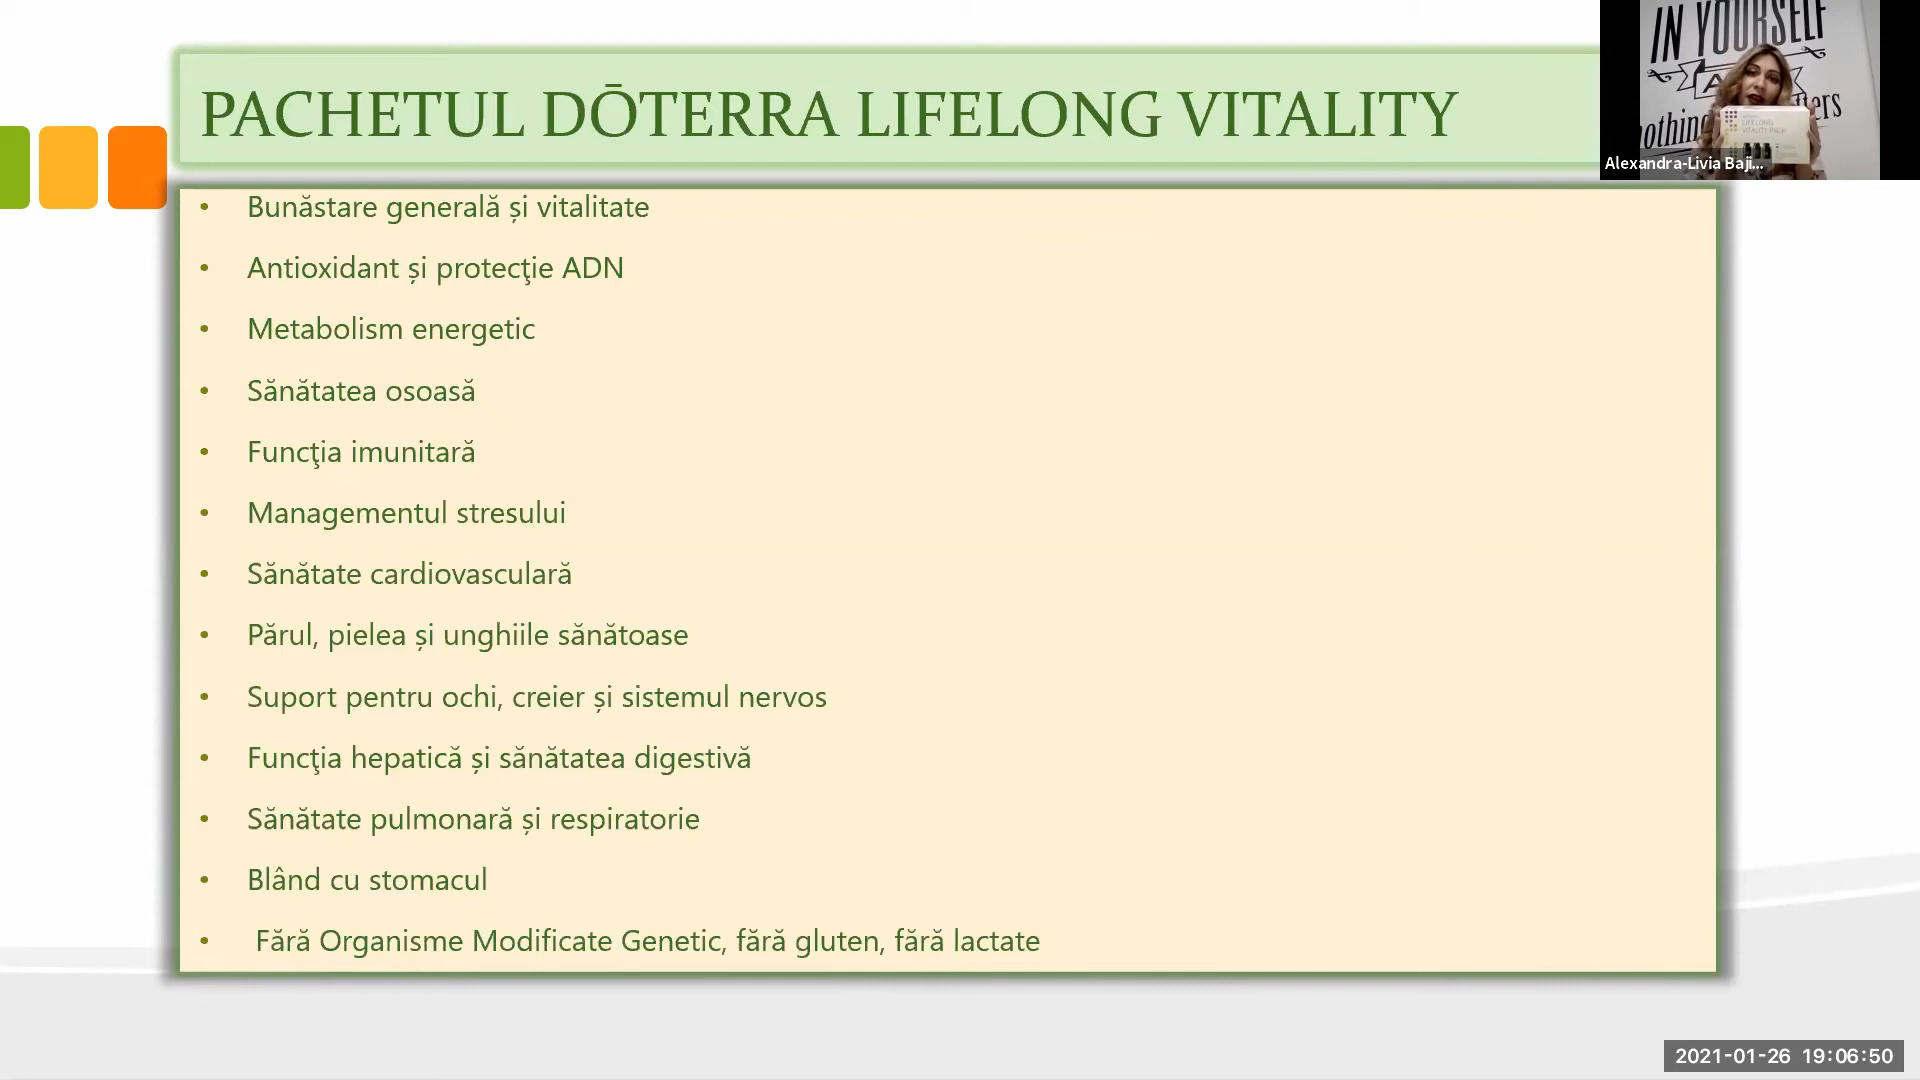 PACHETUL DŌTERRA LIFELONG VITALITY
• Bunăstare generală și vitalitate
• Antioxidant și protecţie ADN
• Metabolism energetic
• Sănătatea osoasă
• Funcţia imunitară
• Managementul stresului
• Sănătate cardiovasculară
• Părul, pielea și unghiile sănătoase
• Suport pentru ochi, creier și sistemul nervos
• Funcţia hepatică și sănătatea digestivă
• Sănătate pulmonară și respiratorie
• Blând cu stomacul
• Fără Organisme Modificate Genetic, fără gluten, fără lactate
IN YOURSELF
LIFELONG
VITALITY PACK
Alexandra-Livia Baji...
2021-01-26 19:06:50